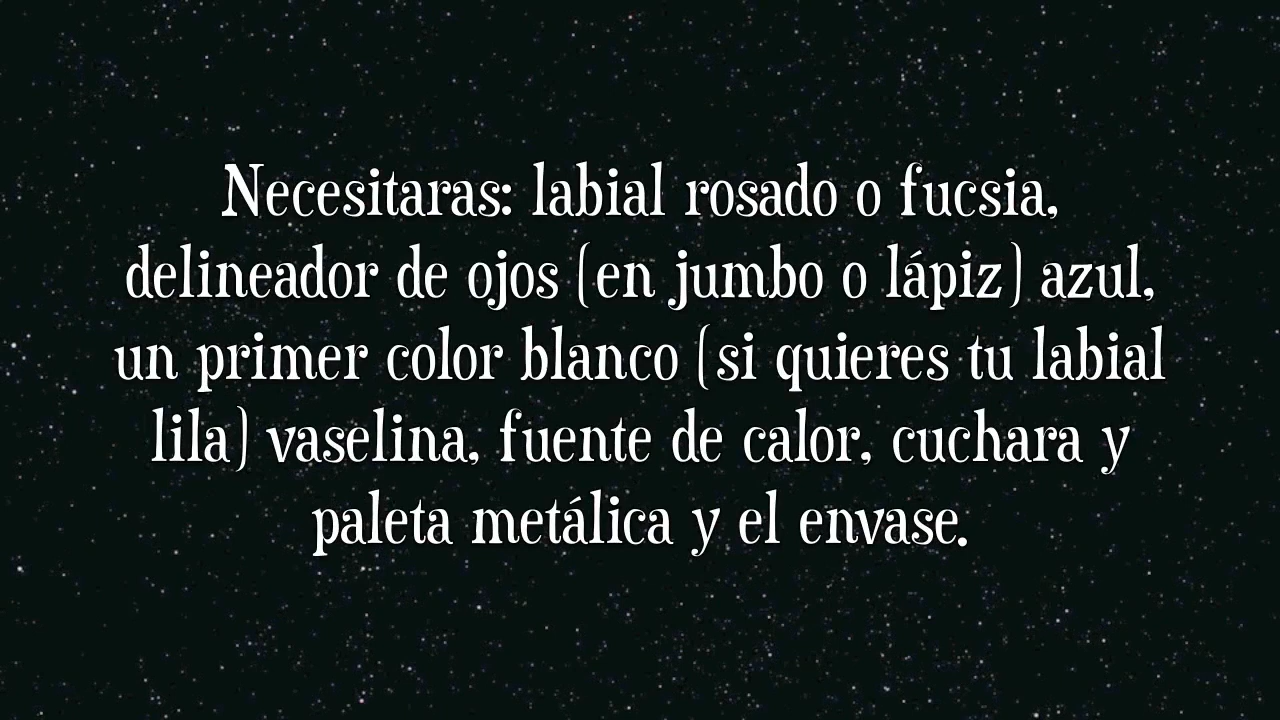 Necesitaras: labial rosado o fucsia,
delineador de ojos (en jumbo o lápiz) azul,
un primer color blanco (si quieres tu labial
lila) vaselina, fuente de calor, cuchara y
paleta metálica y el envase.